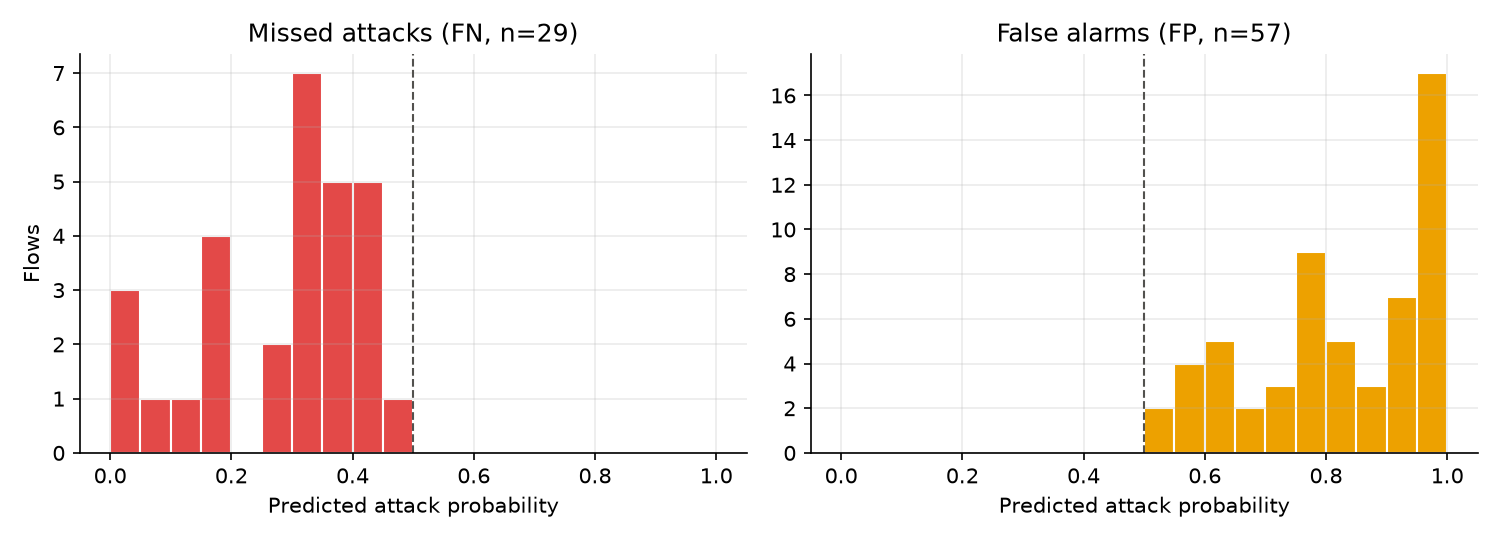 Missed attacks (FN, n=29)
7
6
5
4
3
2
1
0
Flows
0.0 0.2 0.4 0.6 0.8 1.0
Predicted attack probability
False alarms (FP, n=57)
16
14
12
10
8
6
4
2
0
0.0 0.2 0.4 0.6 0.8 1.0
Predicted attack probability